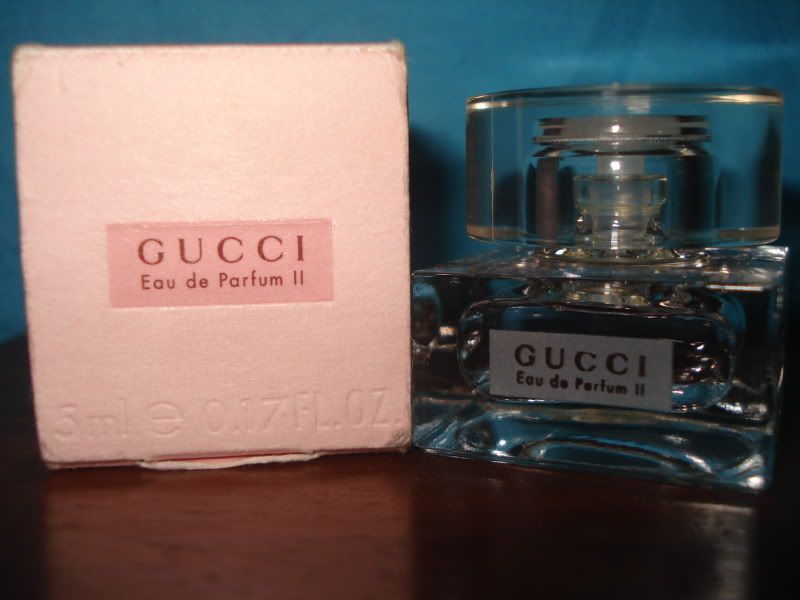 GUCCI
Eau de Parfum II
5 ml ℮ 0.17 FL.OZ.
GUCCI
Eau de Parfum II